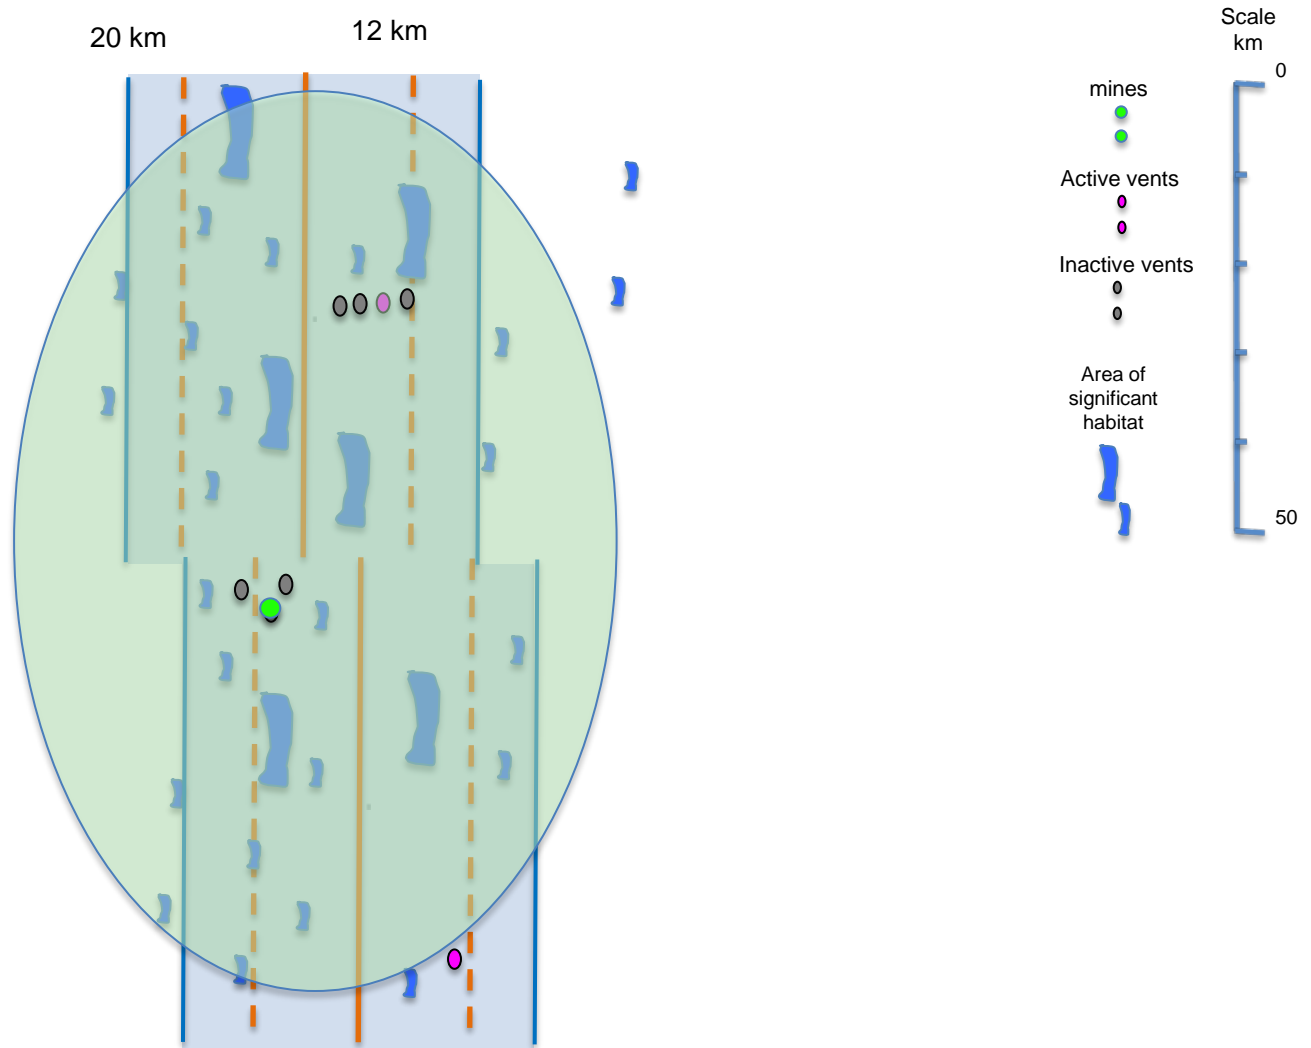 20 km
12 km
Scale
km
0
mines
Active vents
Inactive vents
Area of
significant
habitat
50